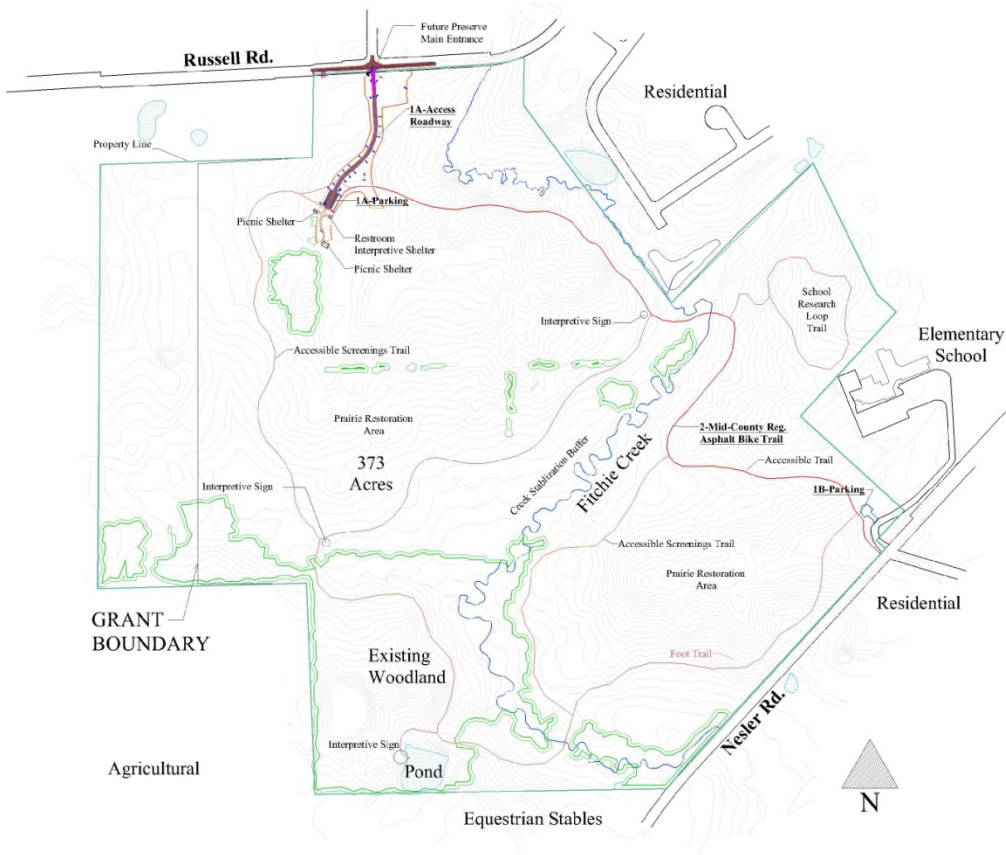 Future Preserve
Main Entrance
Russell Rd.
Residential
1A-Access
Roadway
Property Line
1A-Parking
Picnic Shelter
Restroom
Interpretive Shelter
Picnic Shelter
School
Research
Loop
Trail
Interpretive Sign
Elementary
School
Accessible Screenings Trail
Prairie Restoration
Area
373
Acres
Creek Stablization Buffer
Fitchie Creek
2-Mid-County Reg.
Asphalt Bike Trail
Accessible Trail
1B-Parking
Interpretive Sign
Accessible Screenings Trail
Prairie Restoration
Area
Residential
GRANT
BOUNDARY
Existing
Woodland
Foot Trail
Nesler Rd.
Interpretive Sign
Pond
Agricultural
N
Equestrian Stables